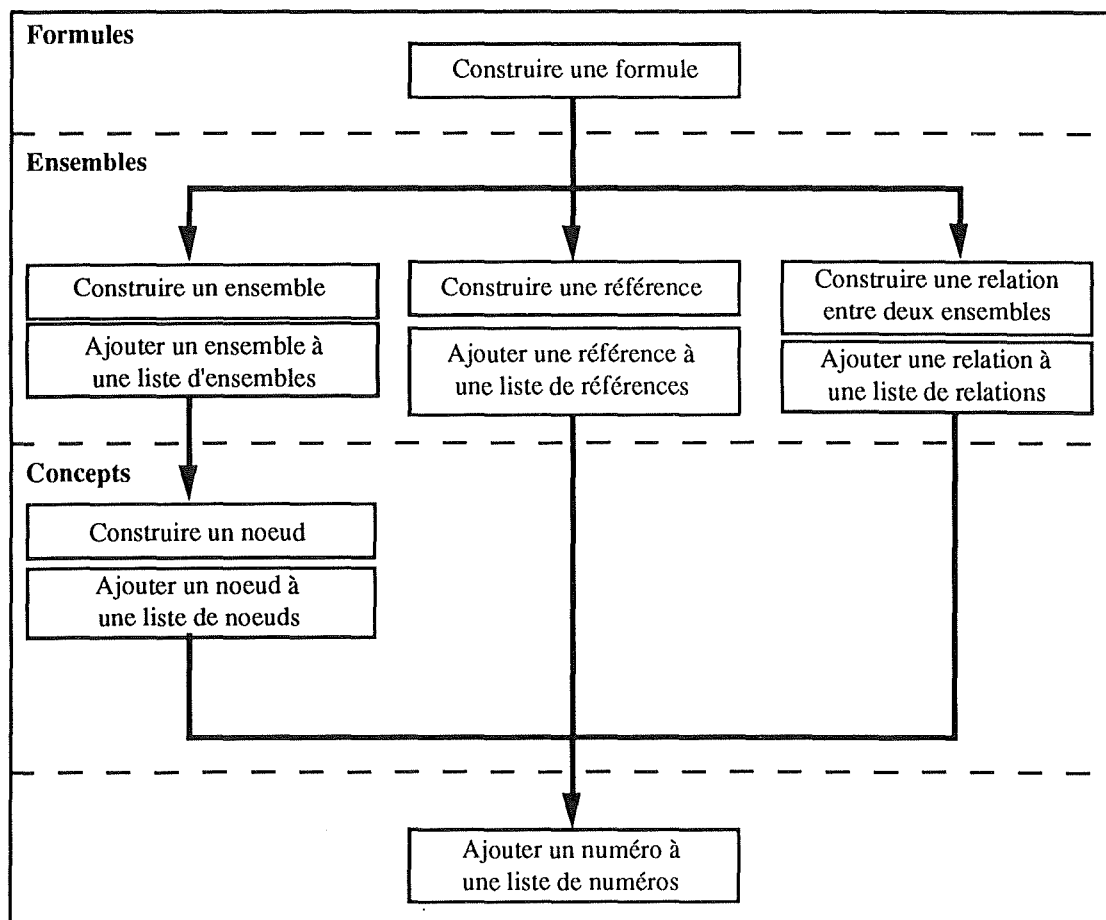 Formules
Construire une formule
Ensembles
Construire un ensemble
Ajouter un ensemble à
une liste d'ensembles
Construire une référence
Ajouter une référence à
une liste de références
Construire une relation
entre deux ensembles
Ajouter une relation à
une liste de relations
Concepts
Construire un noeud
Ajouter un noeud à
une liste de noeuds
Ajouter un numéro à
une liste de numéros